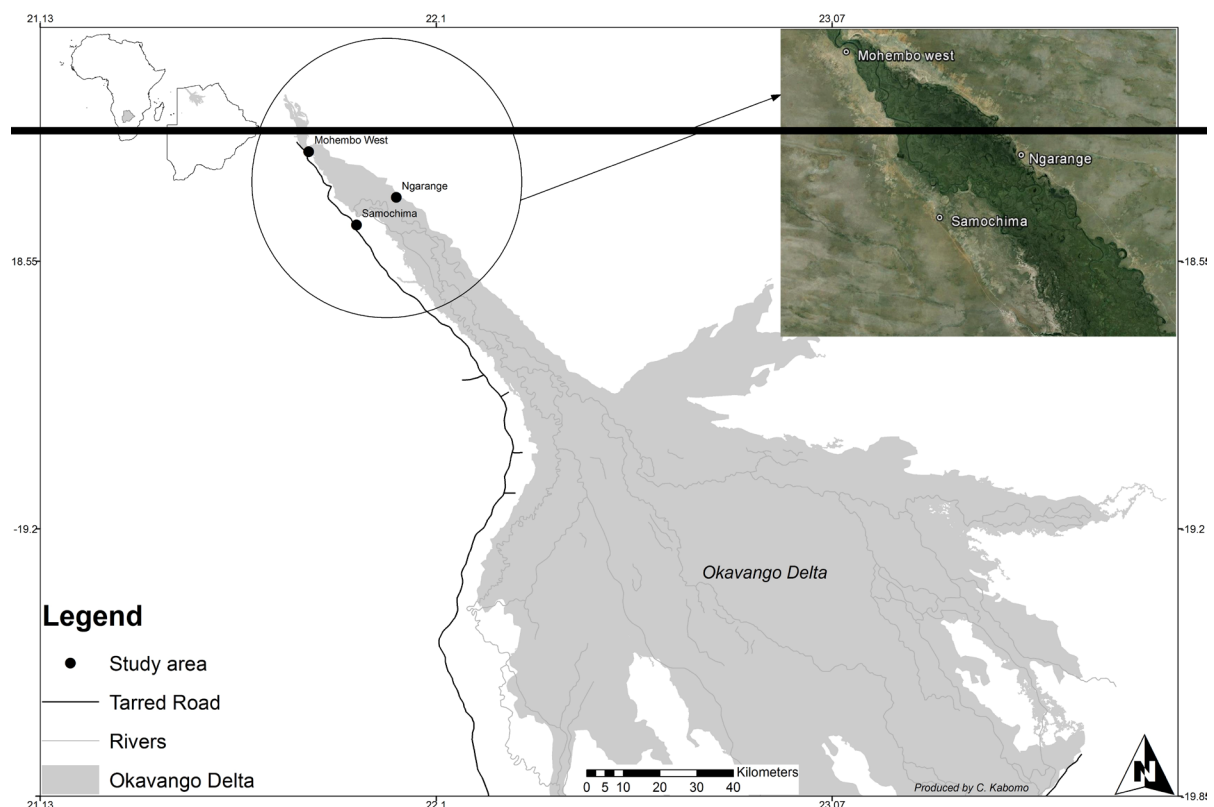 21.13
22.1
23.07
Mohembo west
Ngarange
Samochima
Mohembo West
Ngarange
Samochima
18.55
-18.55
-19.2
-19.2
Okavango Delta
Legend
Study area
Tarred Road
Rivers
Okavango Delta
Kilometers
0 5 10 20 30 40
Produced by C. Kabomo
N
21.13
22.1
23.07
-19.85